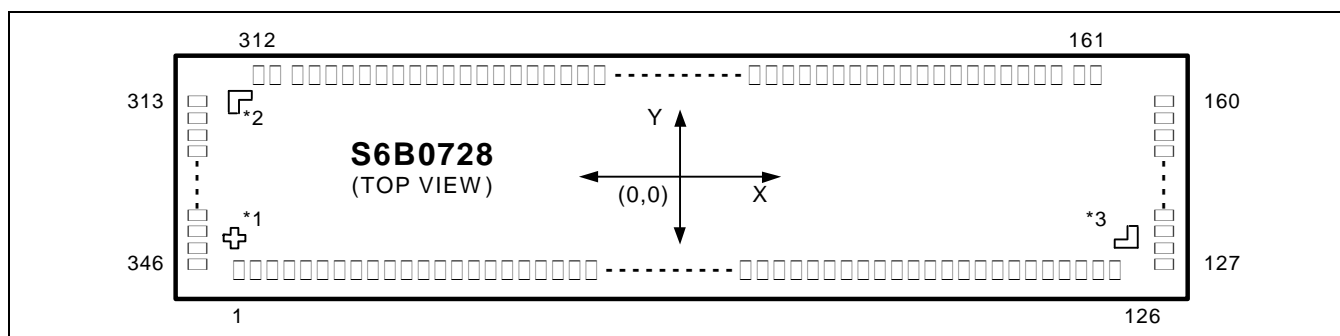 312 161
313 160
*2 Y
S6B0728
(TOP VIEW)
(0,0) X
*1 *3
346 127
1 126